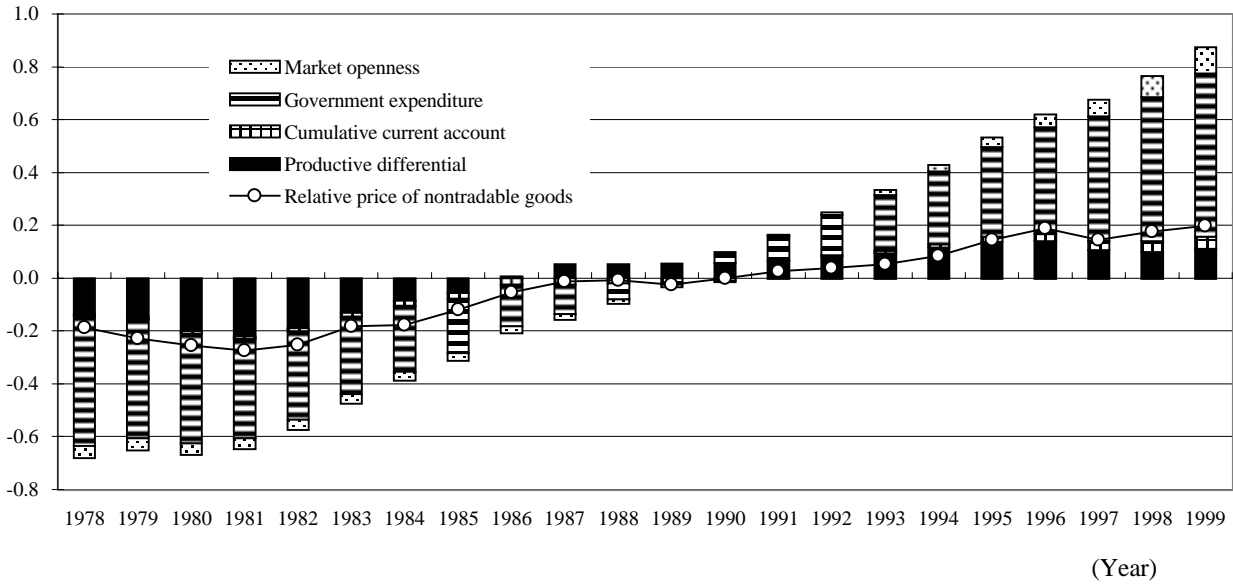 1.0
0.8
0.6
0.4
0.2
0.0
-0.2
-0.4
-0.6
-0.8
Market openness
Government expenditure
Cumulative current account
Productive differential
Relative price of nontradable goods
1978 1979 1980 1981 1982 1983 1984 1985 1986 1987 1988 1989 1990 1991 1992 1993 1994 1995 1996 1997 1998 1999
(Year)